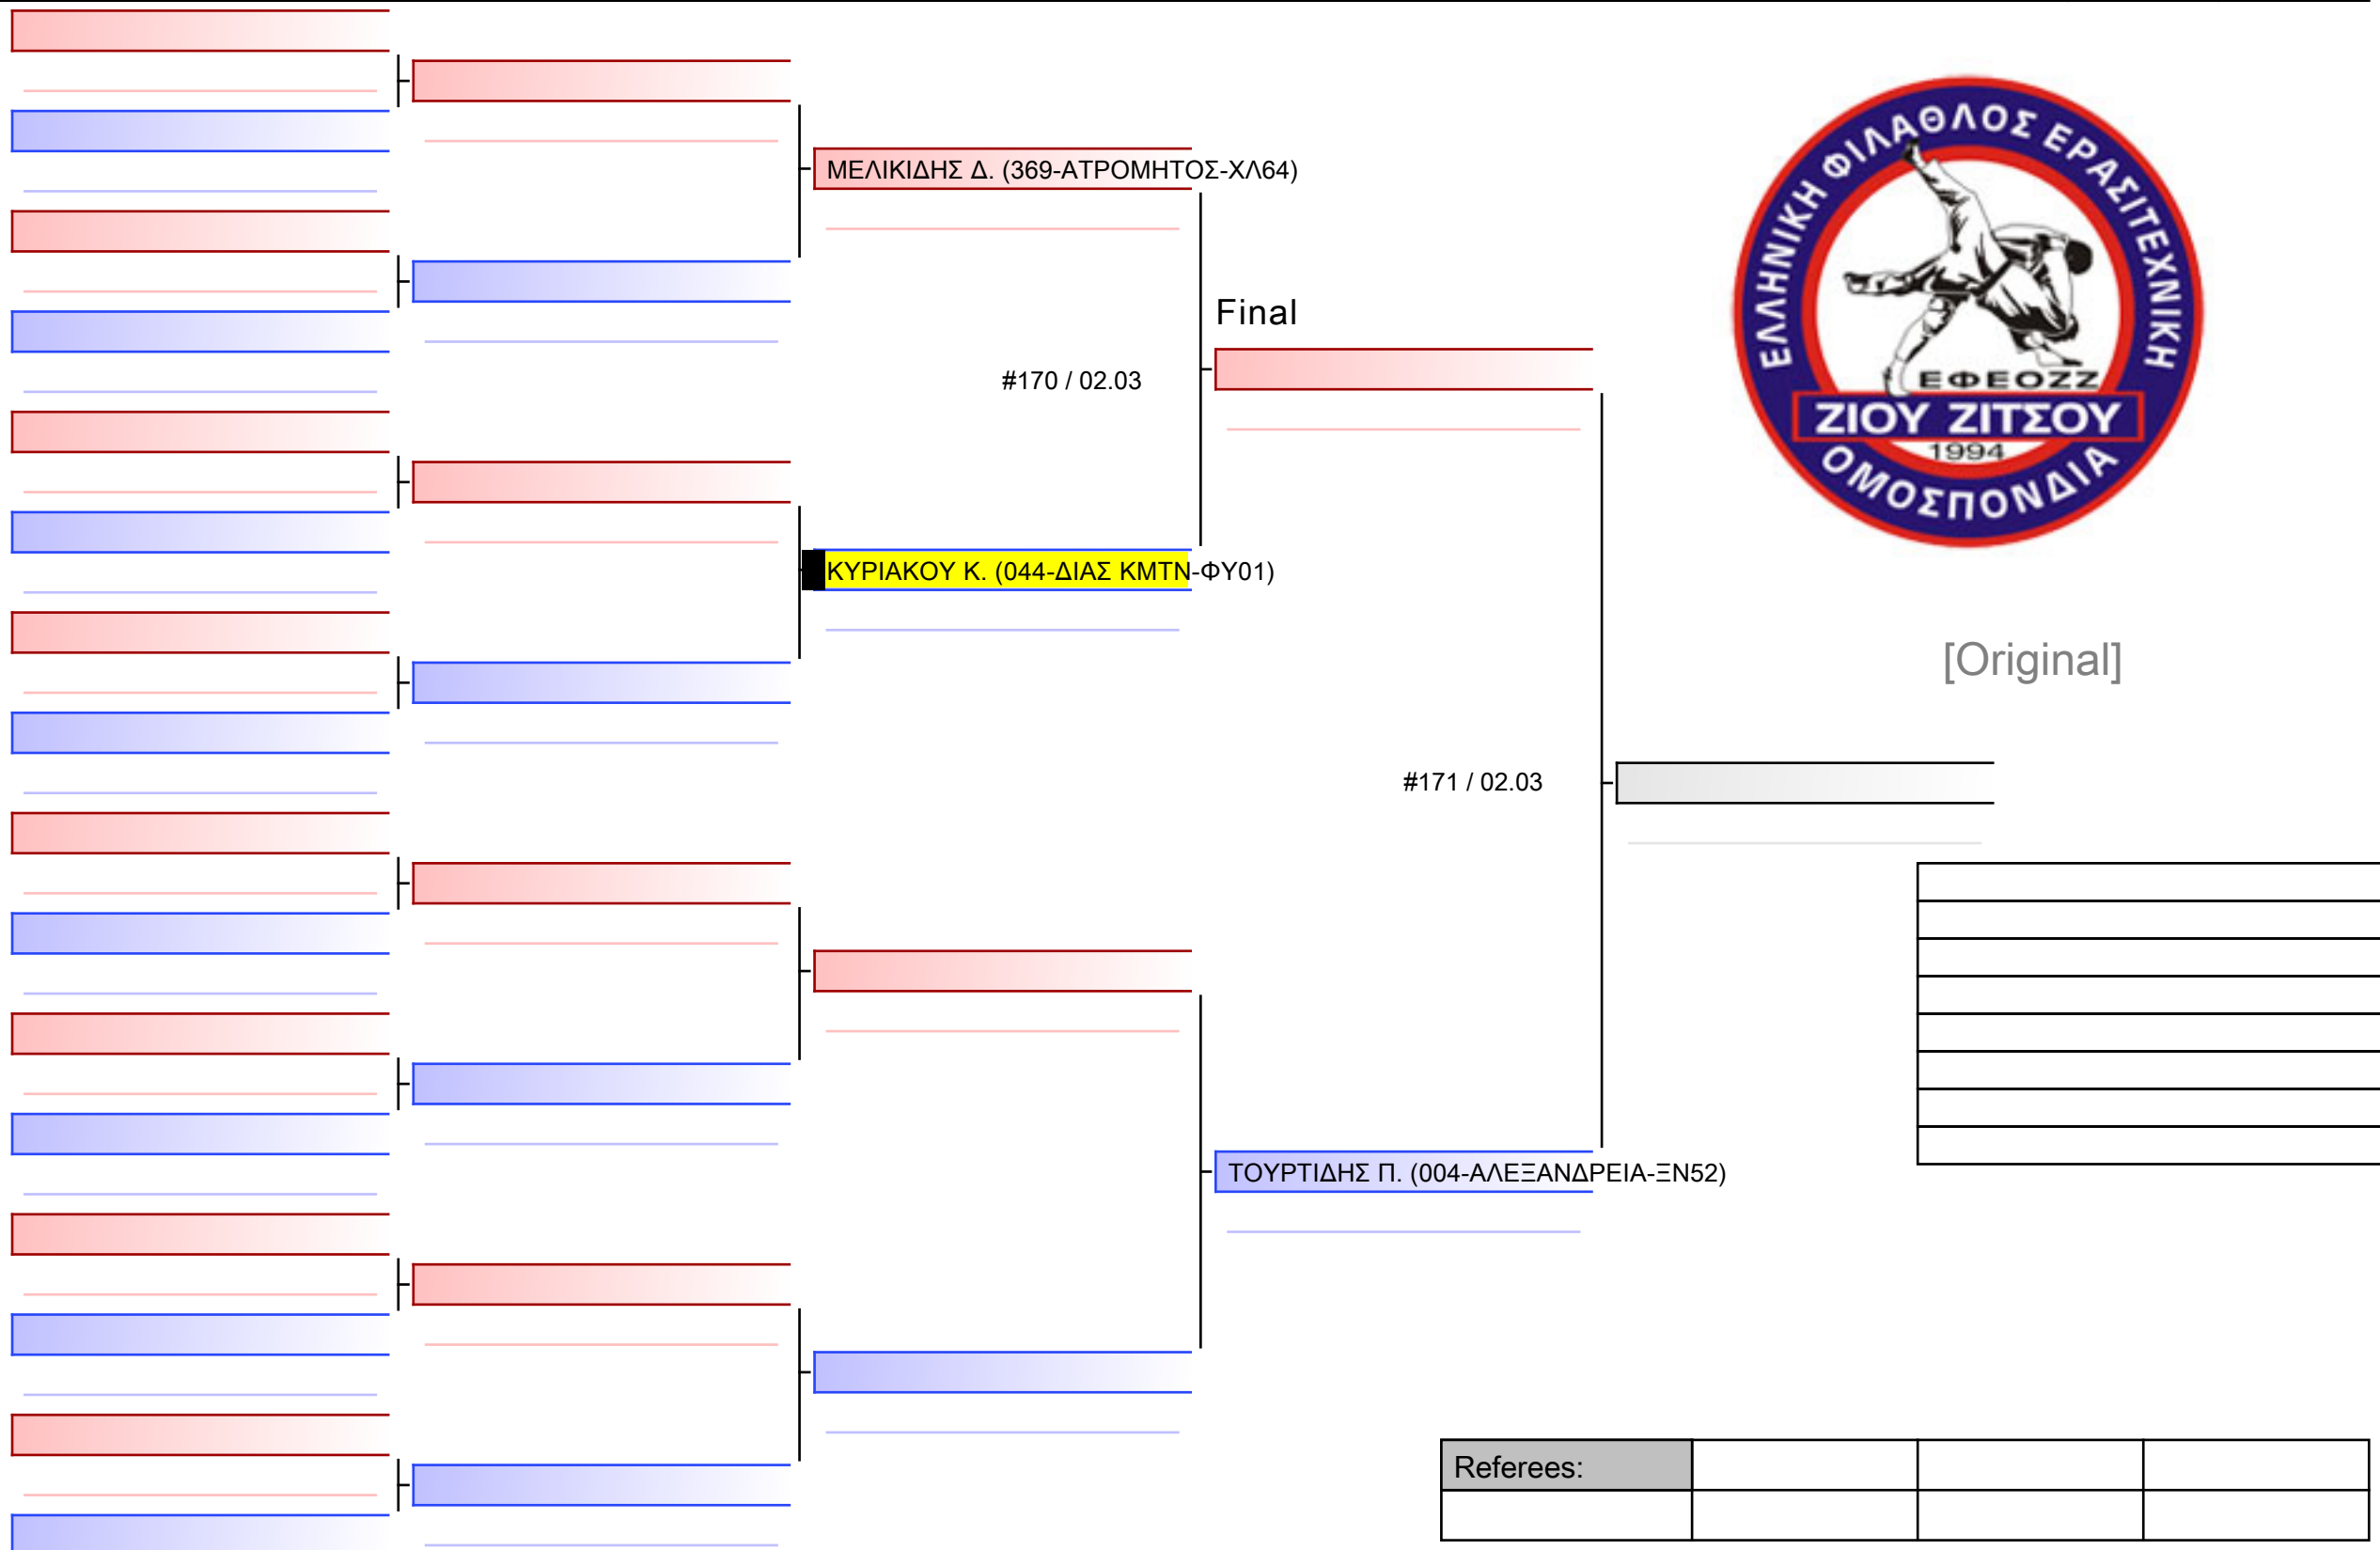 ΜΕΛΙΚΙΔΗΣ Δ. (369-ΑΤΡΟΜΗΤΟΣ-ΧΛ64)
Final
#170 / 02.03
ΚΥΡΙΑΚΟΥ Κ. (044-ΔΙΑΣ ΚΜΤΝ-ΦΥ01)
ΕΛΛΗΝΙΚΗ ΦΙΛΑΘΛΟΣ ΕΡΑΣΙΤΕΧΝΙΚΗ
ΕΦΕΟΖΖ
ΖΙΟΥ ΖΙΤΣΟΥ
1994
ΟΜΟΣΠΟΝΔΙΑ
[Original]
#171 / 02.03
ΤΟΥΡΤΙΔΗΣ Π. (004-ΑΛΕΞΑΝΔΡΕΙΑ-ΞΝ52)
Referees: